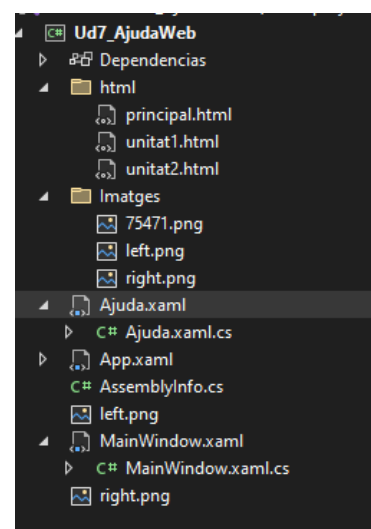 C# Ud7_AjudaWeb
Dependencias
html
principal.html
unitat1.html
unitat2.html
Imatges
75471.png
left.png
right.png
Ajuda.xaml
C# Ajuda.xaml.cs
App.xaml
C# AssemblyInfo.cs
left.png
MainWindow.xaml
C# MainWindow.xaml.cs
right.png